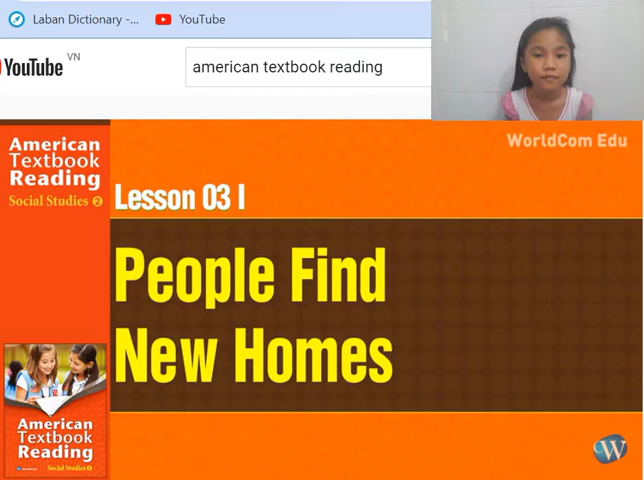 Laban Dictionary -...
YouTube
YouTube VN
american textbook reading
WorldCom Edu
American
Textbook
Reading
Social Studies 2
Lesson 03 I
People Find
New Homes
American
Textbook
Reading
Social Studies 2
W